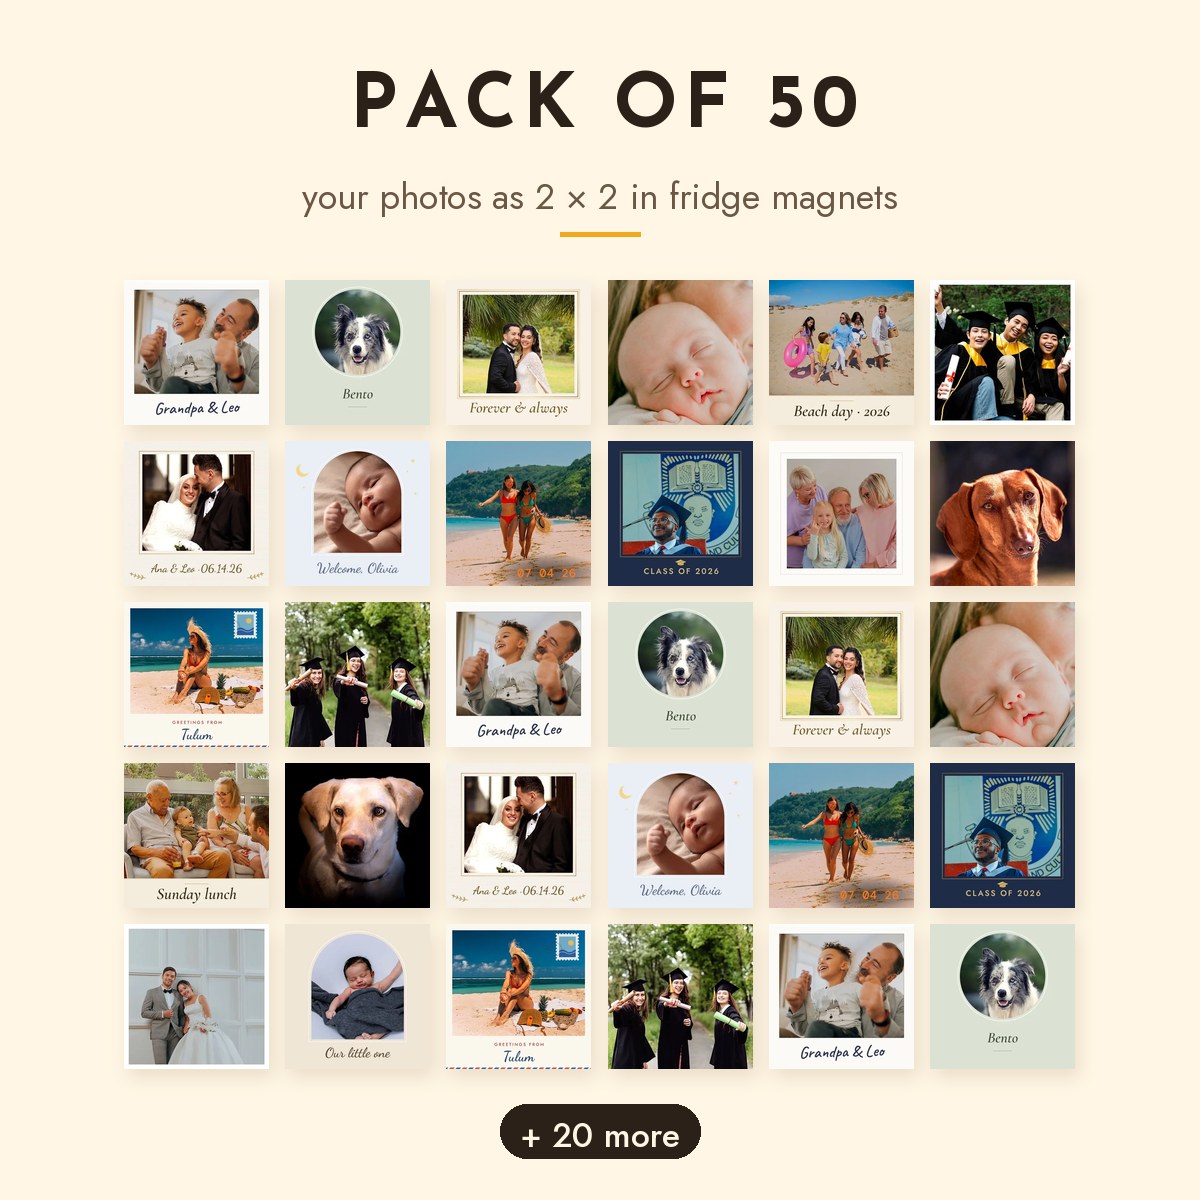 PACK OF 50
your photos as 2 × 2 in fridge magnets
Grandpa & Leo
Bento
Forever & always
Beach day · 2026
Ana & Leo · 06.14.26
Welcome, Olivia
07 04 26
CLASS OF 2026
GREETINGS FROM
Tulum
Grandpa & Leo
Bento
Forever & always
Sunday lunch
Ana & Leo · 06.14.26
Welcome, Olivia
07 04 26
CLASS OF 2026
Our little one
GREETINGS FROM
Tulum
Grandpa & Leo
Bento
+ 20 more